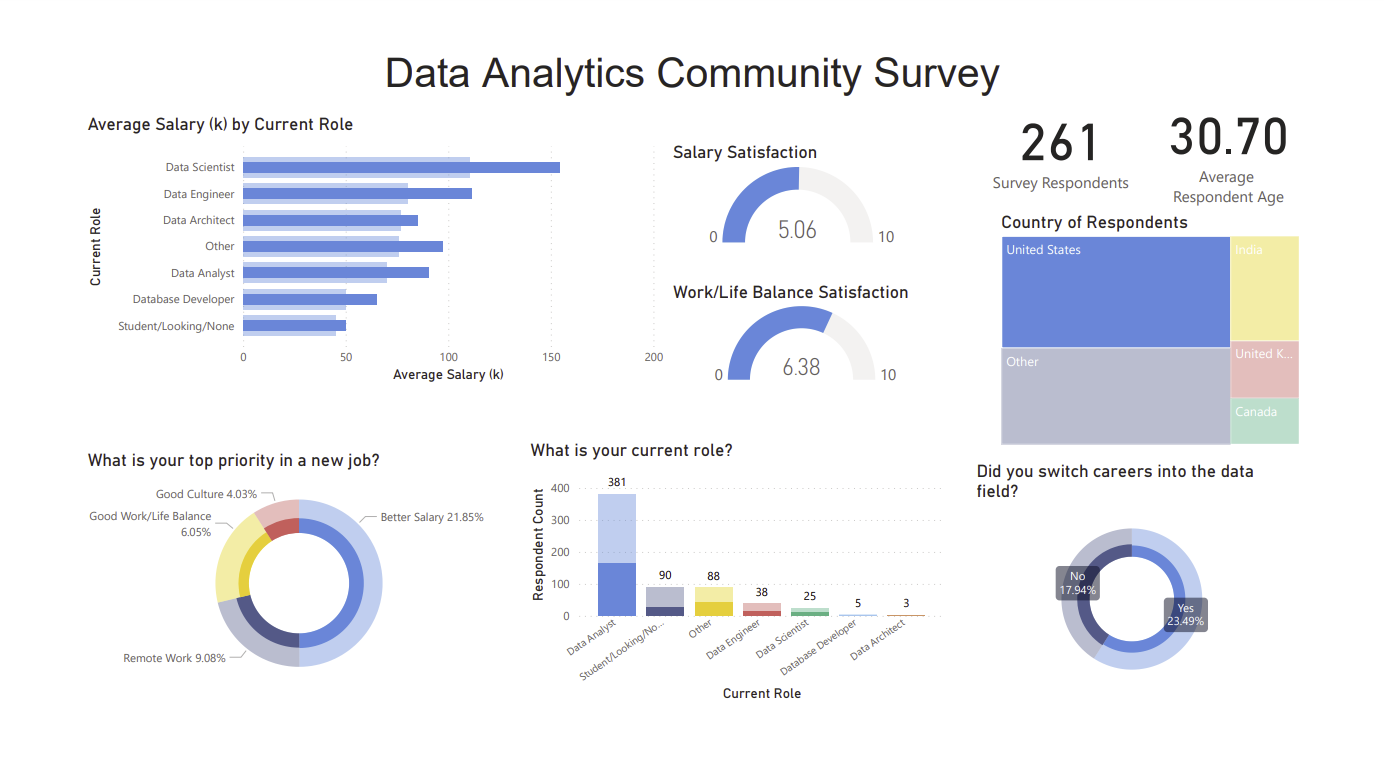 Data Analytics Community Survey
Average Salary (k) by Current Role
Current Role
Data Scientist
Data Engineer
Data Architect
Other
Data Analyst
Database Developer
Student/Looking/None
0
50
100
150
200
Average Salary (k)
Salary Satisfaction
5.06
0
10
Work/Life Balance Satisfaction
6.38
0
10
261
Survey Respondents
30.70
Average
Respondent Age
Country of Respondents
United States
India
Other
United K...
Canada
What is your top priority in a new job?
Good Culture 4.03%
Good Work/Life Balance
6.05%
Better Salary 21.85%
Remote Work 9.08%
What is your current role?
Respondent Count
400
300
200
100
0
381
90
88
38
25
5
3
Data Analyst
Student/Looking/No...
Other
Data Engineer
Data Scientist
Database Developer
Data Architect
Current Role
Did you switch careers into the data
field?
No
17.94%
Yes
23.49%